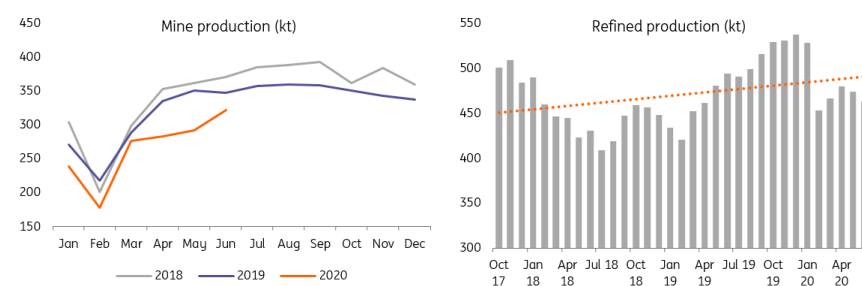 Mine production (kt)
450
400
350
300
250
200
150
Jan Feb Mar Apr May Jun Jul Aug Sep Oct Nov Dec
2018 2019 2020
Refined production (kt)
550
500
450
400
350
300
Oct 17 Jan 18 Apr 18 Jul 18 Oct 18 Jan 19 Apr 19 Jul 19 Oct 19 Jan 20 Apr 20